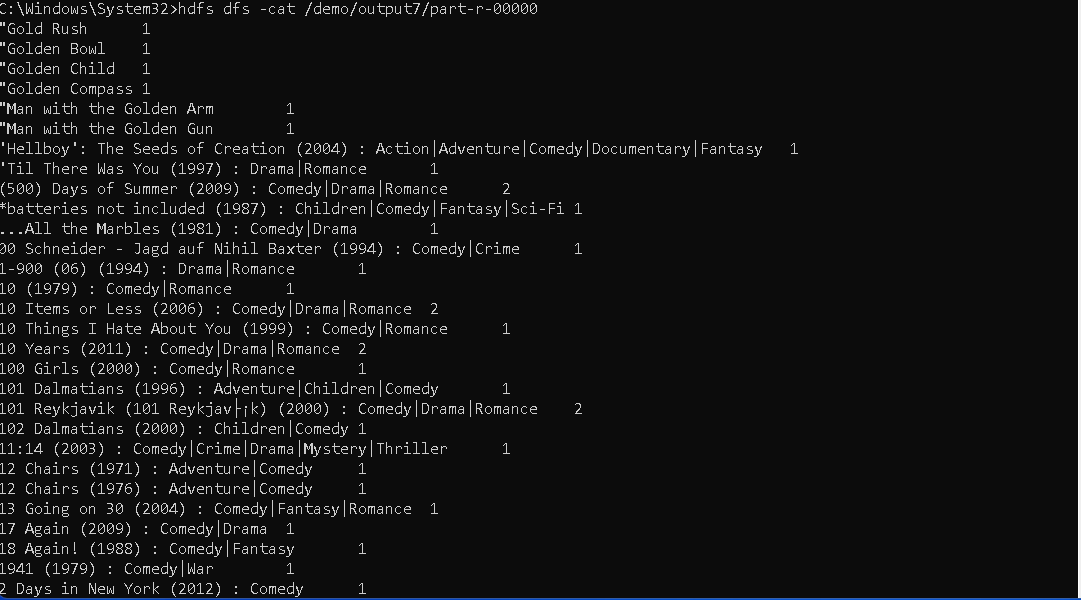 C:\Windows\System32>hdfs dfs -cat /demo/output7/part-r-00000
"Gold Rush 1
"Golden Bowl 1
"Golden Child 1
"Golden Compass 1
"Man with the Golden Arm 1
"Man with the Golden Gun 1
'Hellboy': The Seeds of Creation (2004) : Action|Adventure|Comedy|Documentary|Fantasy 1
'Til There Was You (1997) : Drama|Romance 1
(500) Days of Summer (2009) : Comedy|Drama|Romance 2
*batteries not included (1987) : Children|Comedy|Fantasy|Sci-Fi 1
...All the Marbles (1981) : Comedy|Drama 1
00 Schneider - Jagd auf Nihil Baxter (1994) : Comedy|Crime 1
1-900 (06) (1994) : Drama|Romance 1
10 (1979) : Comedy|Romance 1
10 Items or Less (2006) : Comedy|Drama|Romance 2
10 Things I Hate About You (1999) : Comedy|Romance 1
10 Years (2011) : Comedy|Drama|Romance 2
100 Girls (2000) : Comedy|Romance 1
101 Dalmatians (1996) : Adventure|Children|Comedy 1
101 Reykjavik (101 Reykjav├¡k) (2000) : Comedy|Drama|Romance 2
102 Dalmatians (2000) : Children|Comedy 1
11:14 (2003) : Comedy|Crime|Drama|Mystery|Thriller 1
12 Chairs (1971) : Adventure|Comedy 1
12 Chairs (1976) : Adventure|Comedy 1
13 Going on 30 (2004) : Comedy|Fantasy|Romance 1
17 Again (2009) : Comedy|Drama 1
18 Again! (1988) : Comedy|Fantasy 1
1941 (1979) : Comedy|War 1
2 Days in New York (2012) : Comedy 1